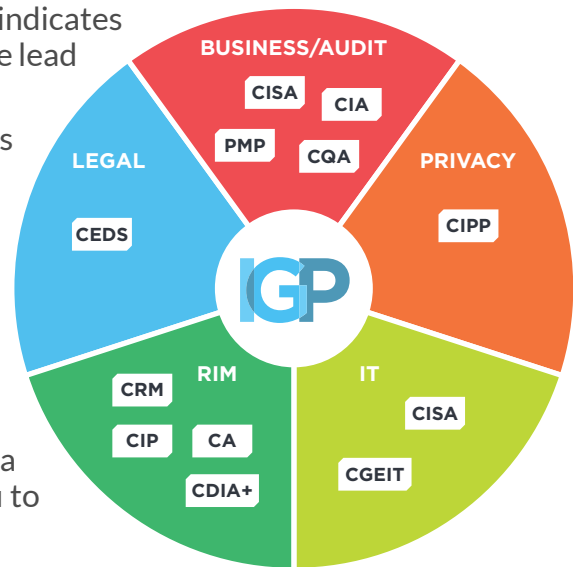 indicates
e lead
s
a
to
BUSINESS/AUDIT
CISA
CIA
PMP
CQA
LEGAL
CEDS
PRIVACY
CIPP
IGP
RIM
CRM
CIP
CA
CDIA+
IT
CISA
CGEIT